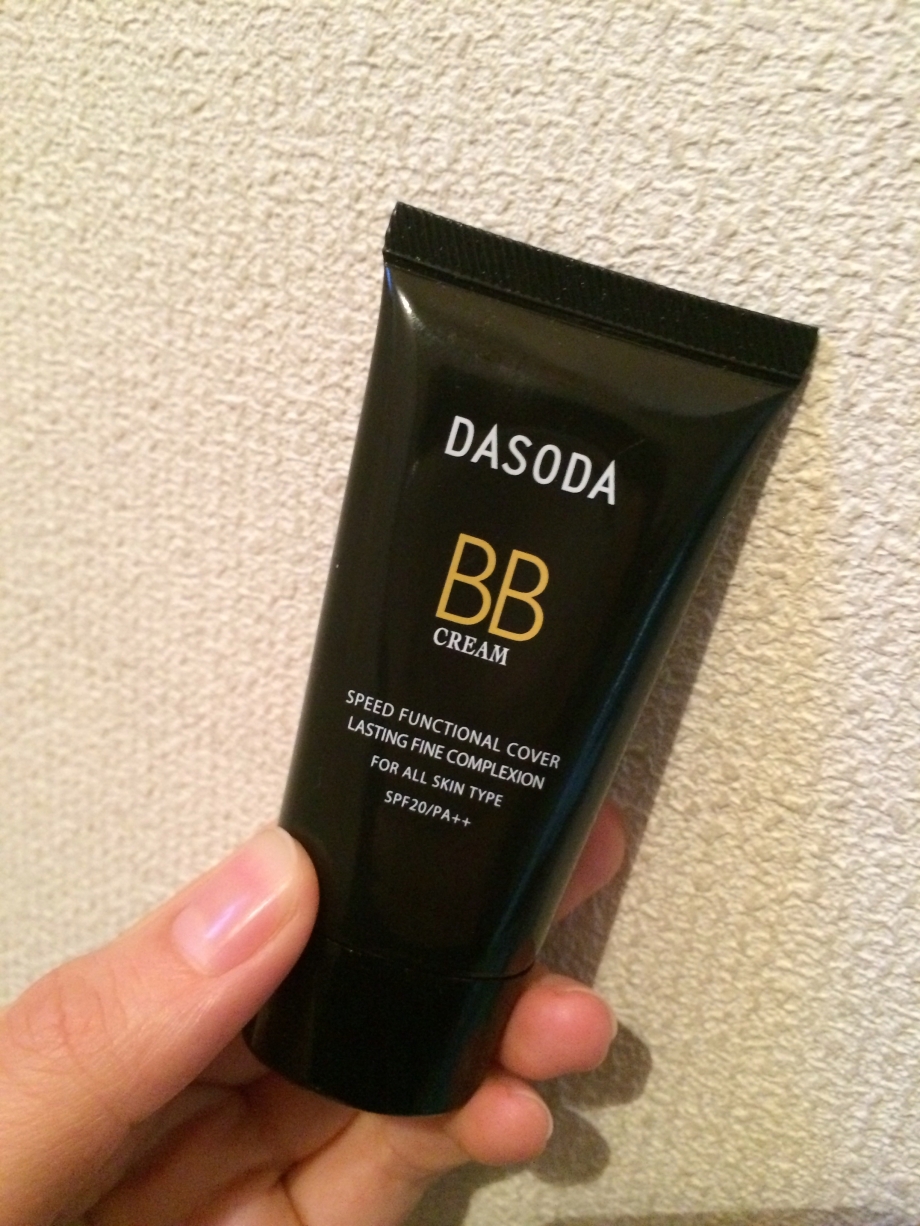 DASODA
BB
CREAM
SPEED FUNCTIONAL COVER
LASTING FINE COMPLEXION
FOR ALL SKIN TYPE
SPF20/PA++